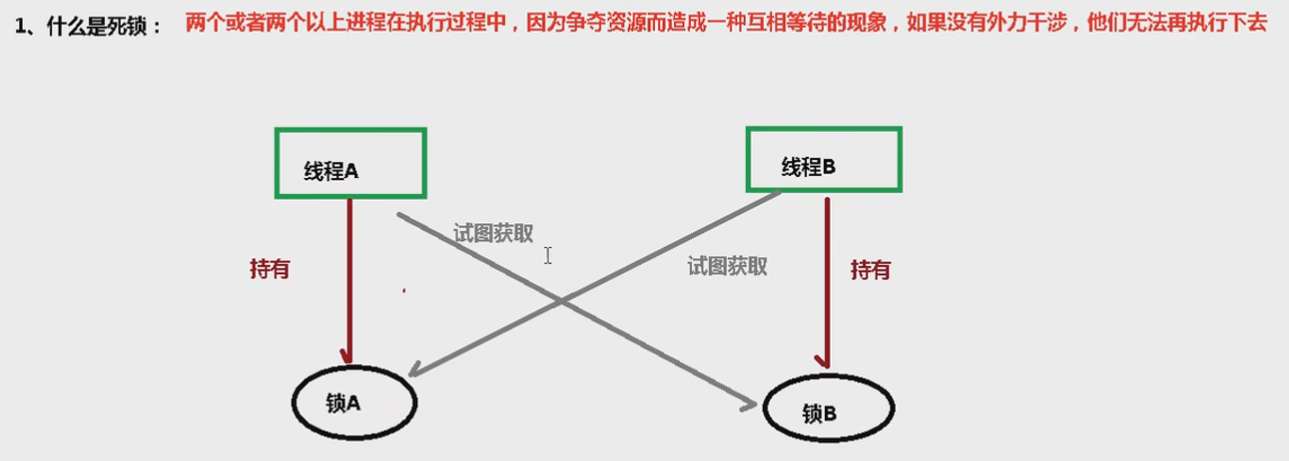 1、什么是死锁： 两个或者两个以上进程在执行过程中，因为争夺资源而造成一种互相等待的现象，如果没有外力干涉，他们无法再执行下去
线程A
线程B
试图获取
试图获取
持有
持有
锁A
锁B